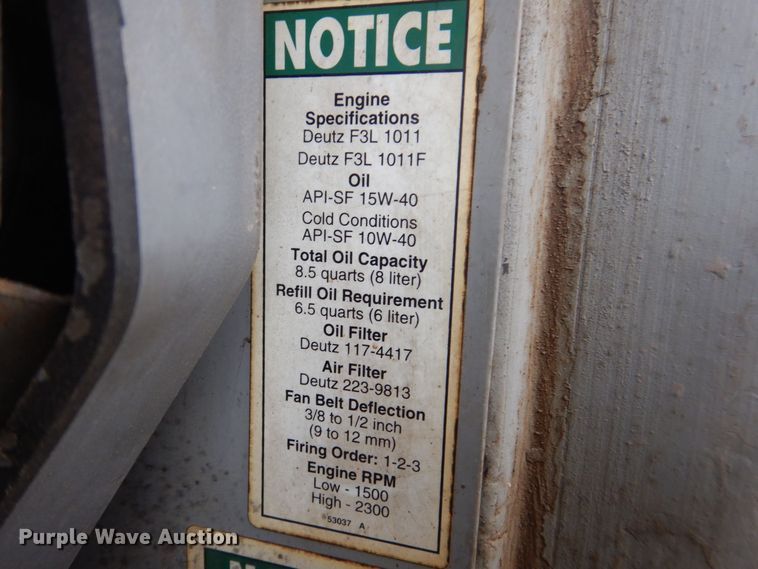 NOTICE
Engine
Specifications
Deutz F3L 1011
Deutz F3L 1011F
Oil
API-SF 15W-40
Cold Conditions
API-SF 10W-40
Total Oil Capacity
8.5 quarts (8 liter)
Refill Oil Requirement
6.5 quarts (6 liter)
Oil Filter
Deutz 117-4417
Air Filter
Deutz 223-9813
Fan Belt Deflection
3/8 to 1/2 inch
(9 to 12 mm)
Firing Order: 1-2-3
Engine RPM
Low - 1500
High - 2300
53037 A
Purple Wave Auction